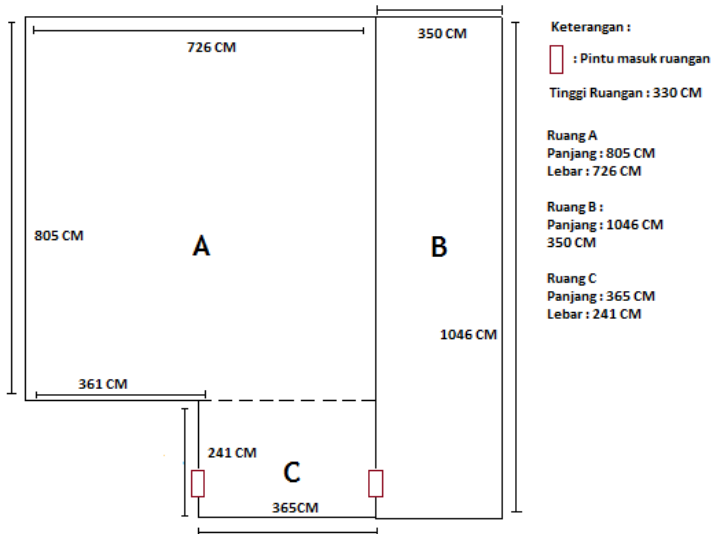 726 CM
350 CM
805 CM
A
B
1046 CM
361 CM
241 CM
C
365CM
Keterangan :
: Pintu masuk ruangan
Tinggi Ruangan : 330 CM
Ruang A
Panjang : 805 CM
Lebar : 726 CM
Ruang B :
Panjang : 1046 CM
350 CM
Ruang C
Panjang : 365 CM
Lebar : 241 CM